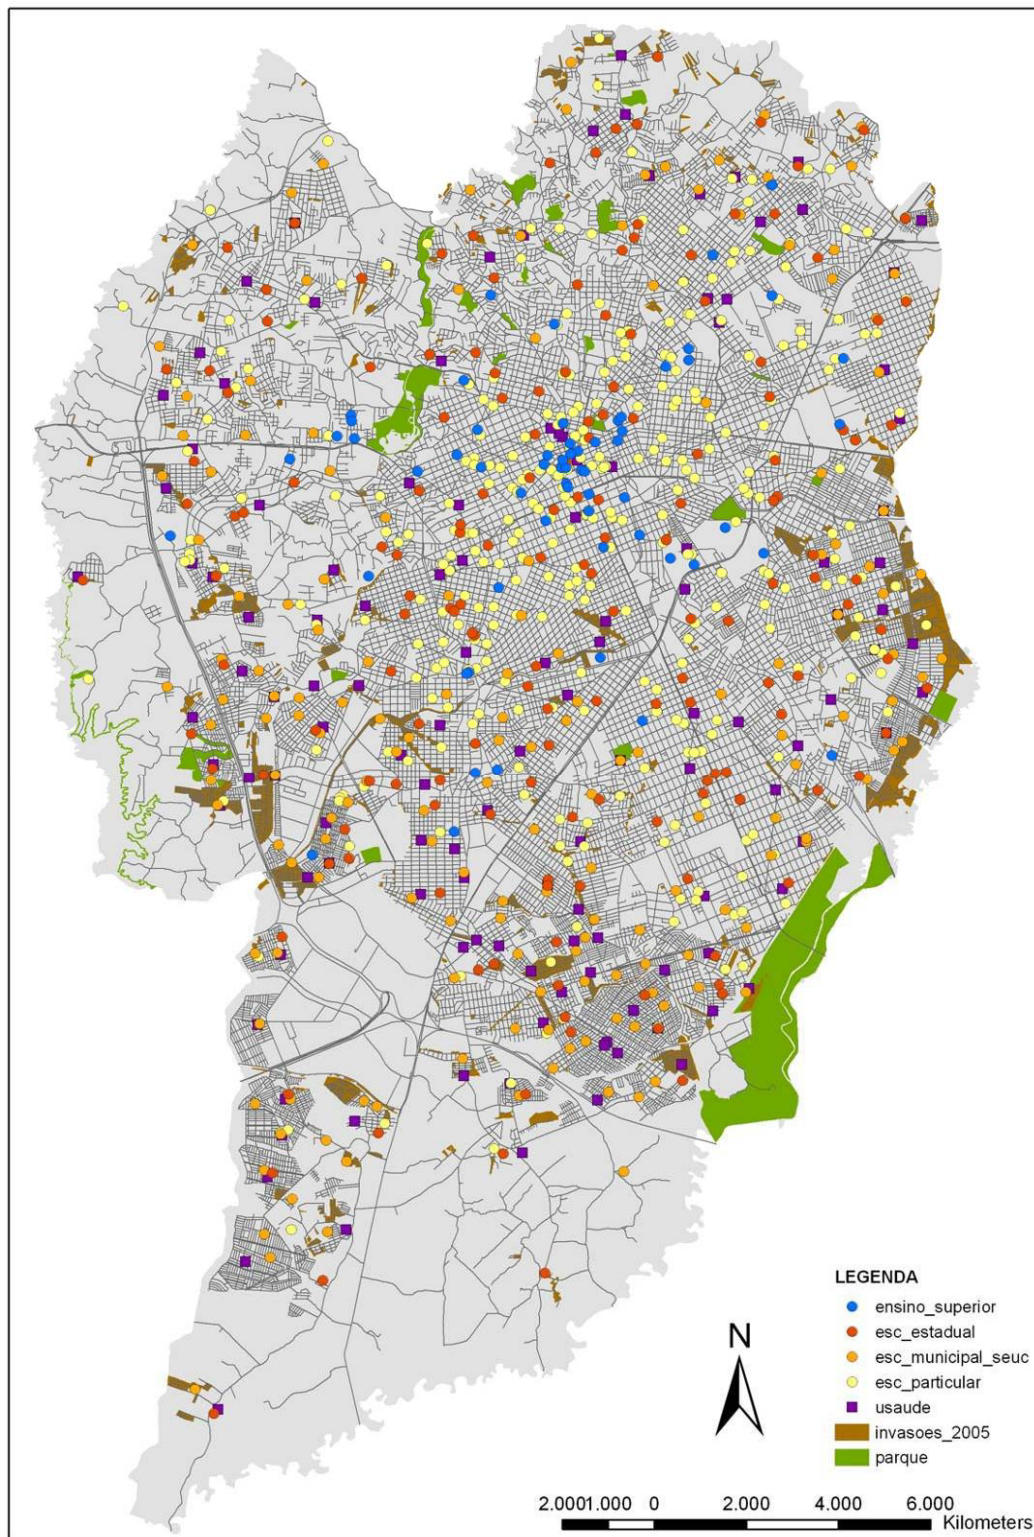 LEGENDA
ensino_superior
esc_estadual
esc_municipal_seuc
esc_particular
usaude
invasoes_2005
parque
N
2.0001.000 0 2.000 4.000 6.000
Kilometers